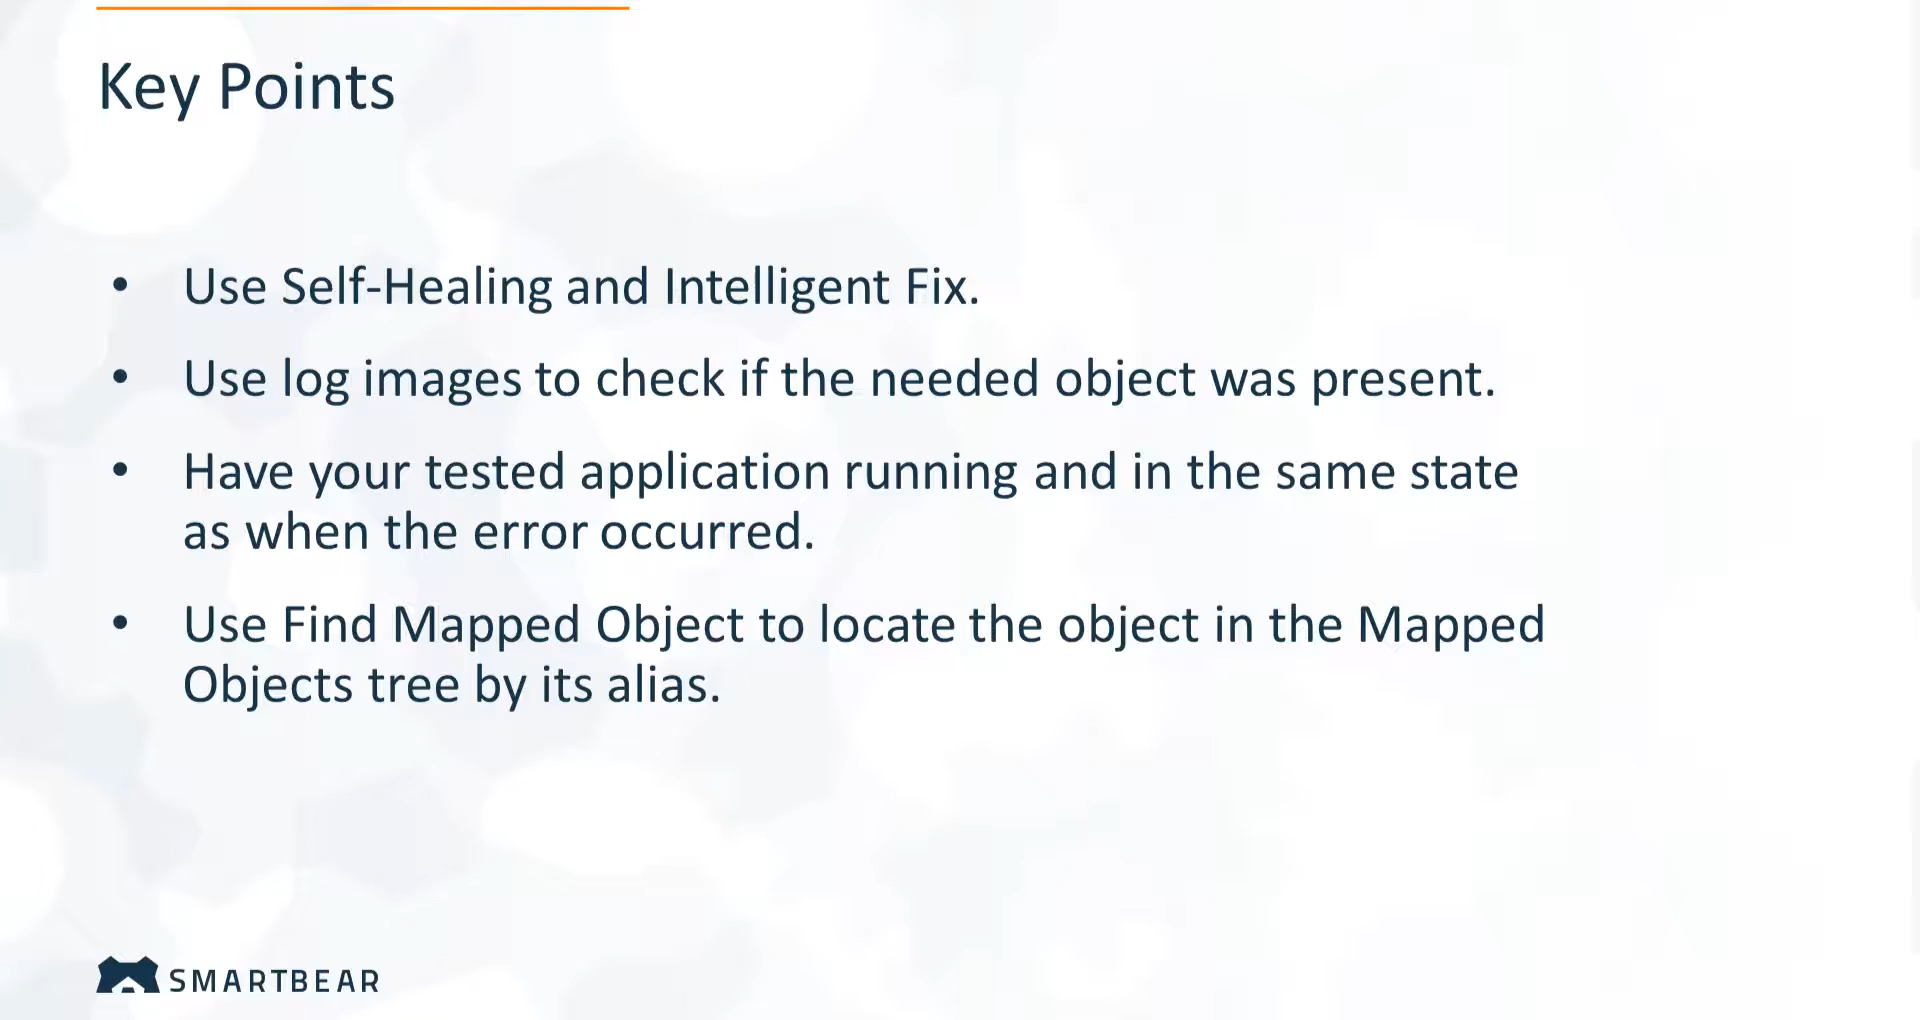 Key Points
• Use Self-Healing and Intelligent Fix.
• Use log images to check if the needed object was present.
• Have your tested application running and in the same state
as when the error occurred.
• Use Find Mapped Object to locate the object in the Mapped
Objects tree by its alias.
SMARTBEAR